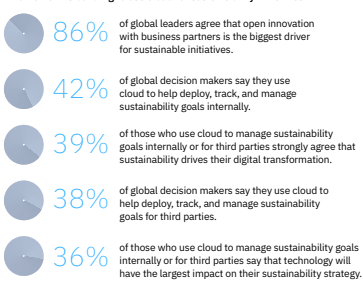 86%
of global leaders agree that open innovation
with business partners is the biggest driver
for sustainable initiatives.
42%
of global decision makers say they use
cloud to help deploy, track, and manage
sustainability goals internally.
39%
of those who use cloud to manage sustainability
goals internally or for third parties strongly agree that
sustainability drives their digital transformation.
38%
of global decision makers say they use cloud to
help deploy, track, and manage sustainability
goals for third parties.
36%
of those who use cloud to manage sustainability goals
internally or for third parties say that technology will
have the largest impact on their sustainability strategy.